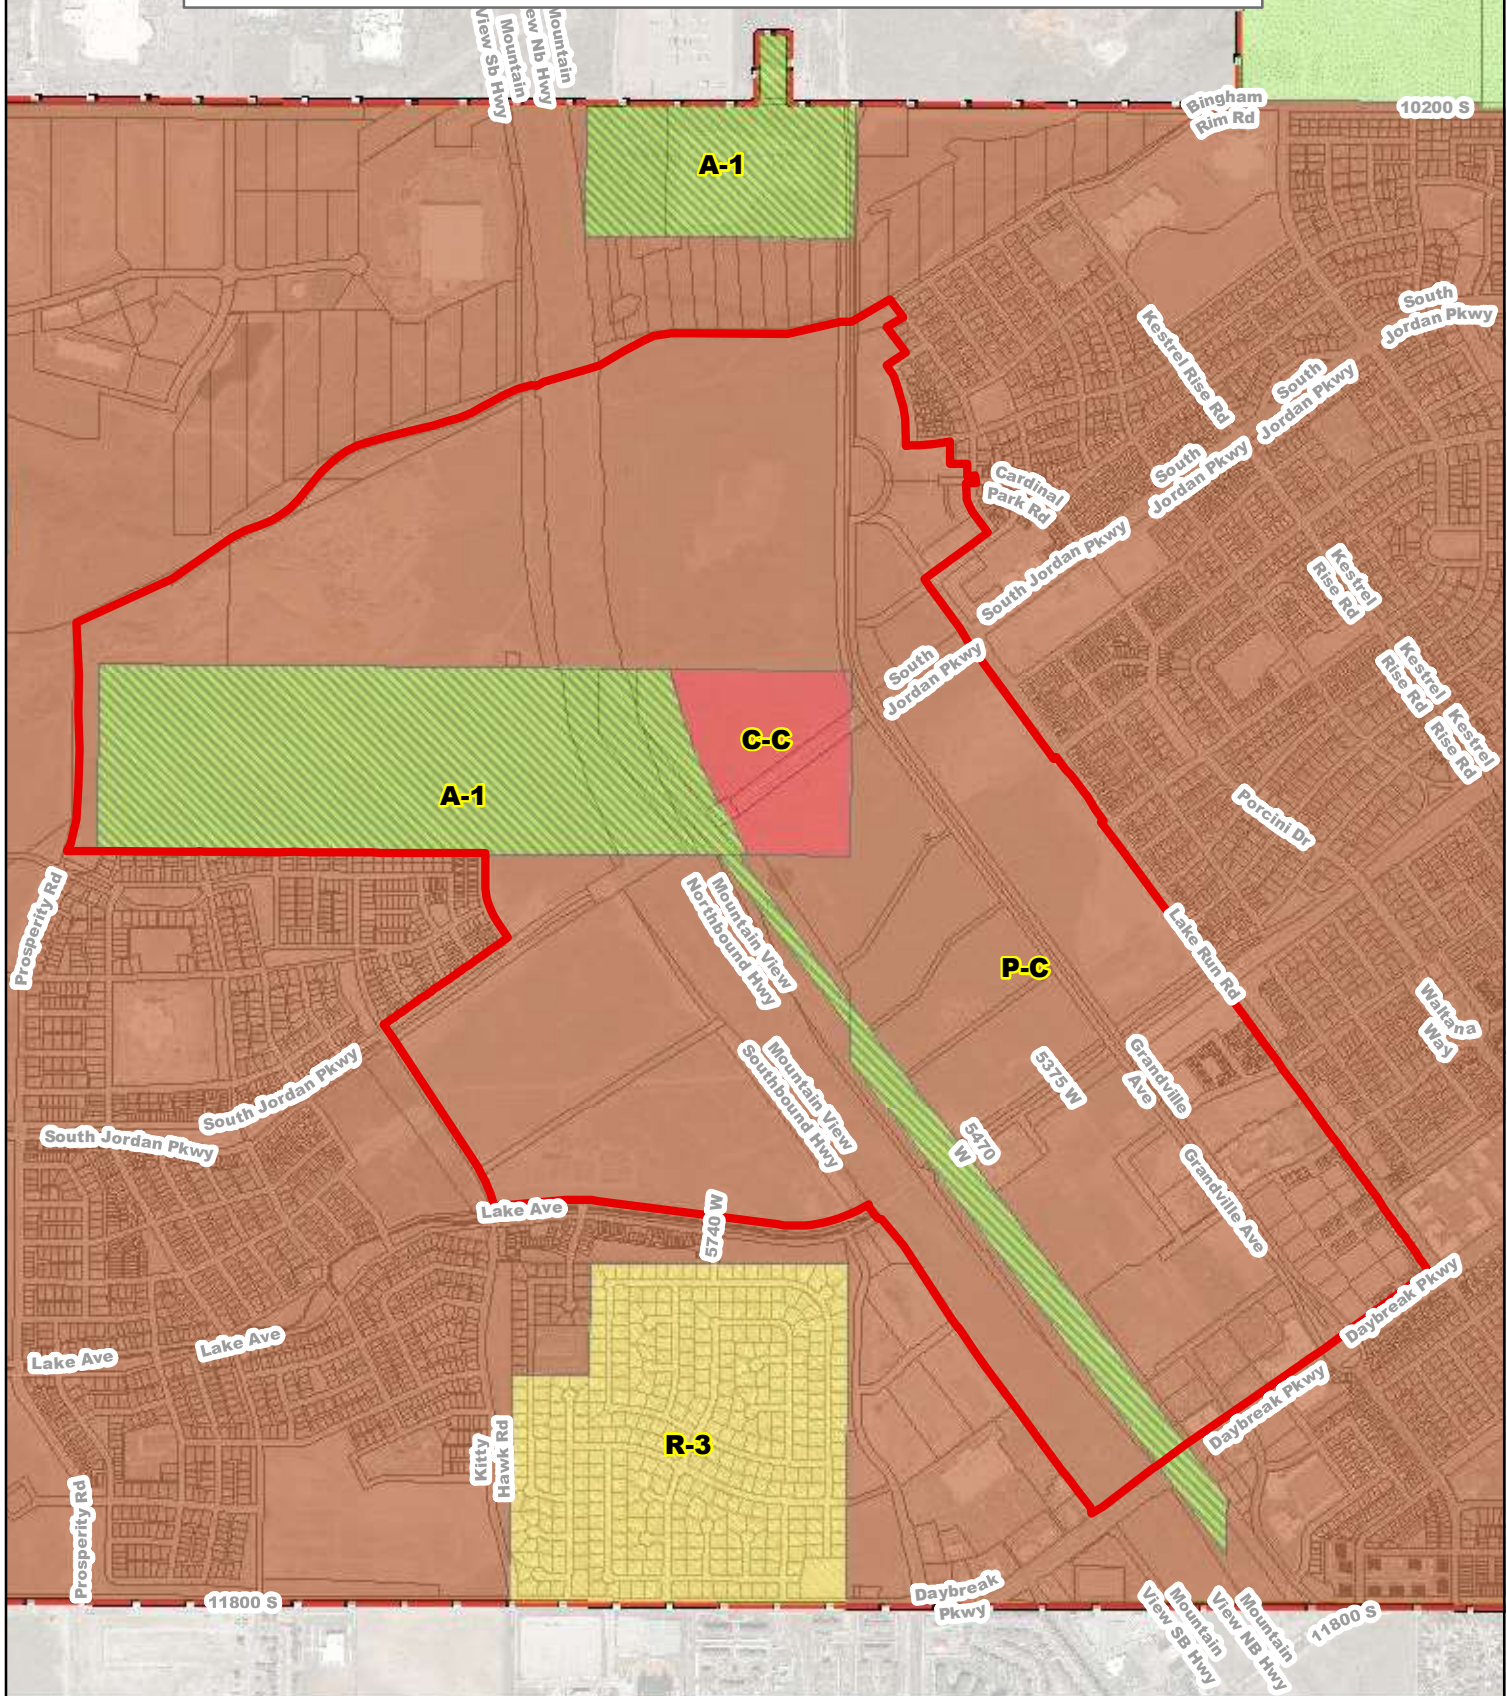 View Sb Hwy
Mountain
ew Nb Hwy
Mountain
Bingham
Rim Rd
10200 S
A-1
South
Jordan Pkwy
Kestrel Rise Rd
South
Jordan Pkwy
South
Jordan Pkwy
Cardinal
Park Rd
South Jordan Pkwy
Kestrel
Rise Rd
South
Jordan Pkwy
Kestrel
Rise Rd
Kestrel
Rise Rd
C-C
A-1
Porcini Dr
Prosperity Rd
Mountain View
Northbound Hwy
Lake Run Rd
P-C
Waltana
Way
South Jordan Pkwy
Mountain View
Southbound Hwy
5375 W
Grandville
Ave
South Jordan Pkwy
5470
W
Grandville Ave
Lake Ave
5740 W
Daybreak Pkwy
Lake Ave
Lake Ave
Daybreak Pkwy
R-3
Kitty
Hawk Rd
Prosperity Rd
11800 S
Daybreak
Pkwy
Mountain
View SB Hwy
Mountain
View NB Hwy
11800 S